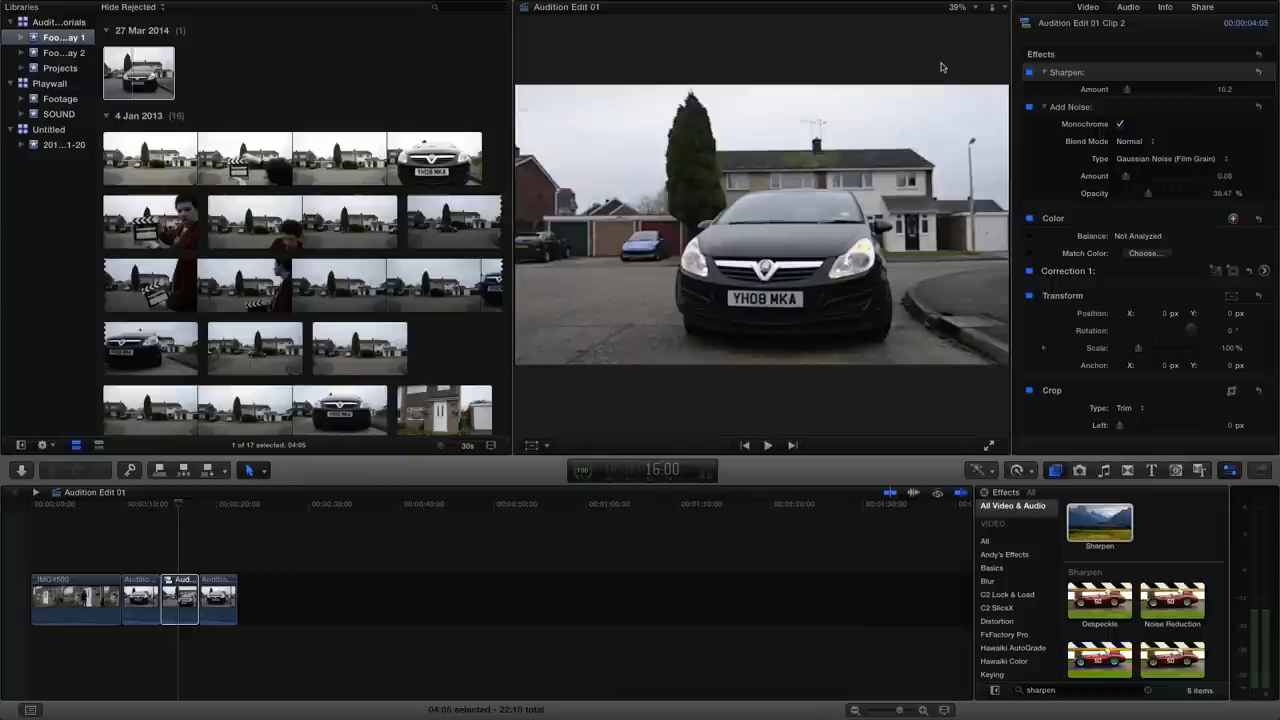 Libraries
Hide Rejected
Audition Edit 01
39%
Video Audio Info Share
Audit...orials
27 Mar 2014 (1)
Audition Edit 01 Clip 2
00:00:04:05
Foo...ay 1
Foo...ay 2
Projects
Playwall
Footage
SOUND
Untitled
201...1-20
4 Jan 2013 (16)
YH08 MKA
Effects
Sharpen:
Amount 10.2
Add Noise:
Monochrome
Blend Mode Normal
Type Gaussian Noise (Film Grain)
Amount 0.08
Opacity 38.47 %
Color
Balance: Not Analyzed
Match Color: Choose...
Correction 1:
Transform
Position: X: 0 px Y: 0 px
Rotation: 0 °
Scale: 100 %
Anchor: X: 0 px Y: 0 px
Crop
Type: Trim
Left: 0 px
1 of 17 selected, 04:05
30s
100
16:00
Audition Edit 01
00:00:00:00 00:00:10:00 00:00:20:00 00:00:30:00 00:00:40:00 00:00:50:00 00:01:00:00 00:01:10:00 00:01:20:00 00:01:30:00
IMG4500
Aud...
Effects All
All Video & Audio
VIDEO
All
Andy's Effects
Basics
Blur
C2 Lock & Load
C2 SliceX
Distortion
FxFactory Pro
Hawaiki AutoGrade
Hawaiki Color
Keying
Sharpen
Sharpen
Despeckle
Noise Reduction
sharpen
8 items
04:05 selected - 22:10 total